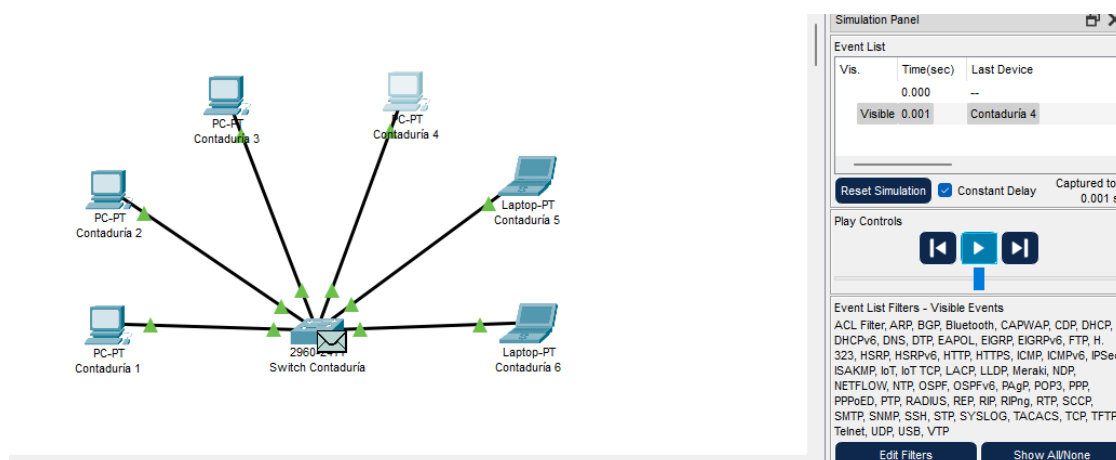 PC-PT
Contaduría 3
PC-PT
Contaduría 4
PC-PT
Contaduría 2
Laptop-PT
Contaduría 5
PC-PT
Contaduría 1
Switch Contaduría
Laptop-PT
Contaduría 6
Simulation Panel
Event List
Vis. Time(sec) Last Device
0.000 --
Visible 0.001 Contaduría 4
Reset Simulation Constant Delay Captured to
0.001 s
Play Controls
Event List Filters - Visible Events
ACL Filter, ARP, BGP, Bluetooth, CAPWAP, CDP, DHCP,
DHCPv6, DNS, DTP, EAPOL, EIGRP, EIGRPv6, FTP, H.
323, HSRP, HSRPv6, HTTP, HTTPS, ICMP, ICMPv6, IPSec
ISAKMP, IoT, IoT TCP, LACP, LLDP, Meraki, NDP,
NETFLOW, NTP, OSPF, OSPFv6, PAgP, POP3, PPP,
PPPoED, PTP, RADIUS, REP, RIP, RIPng, RTP, SCCP,
SMTP, SNMP, SSH, STP, SYSLOG, TACACS, TCP, TFTP
Telnet, UDP, USB, VTP
Edit Filters Show All/None